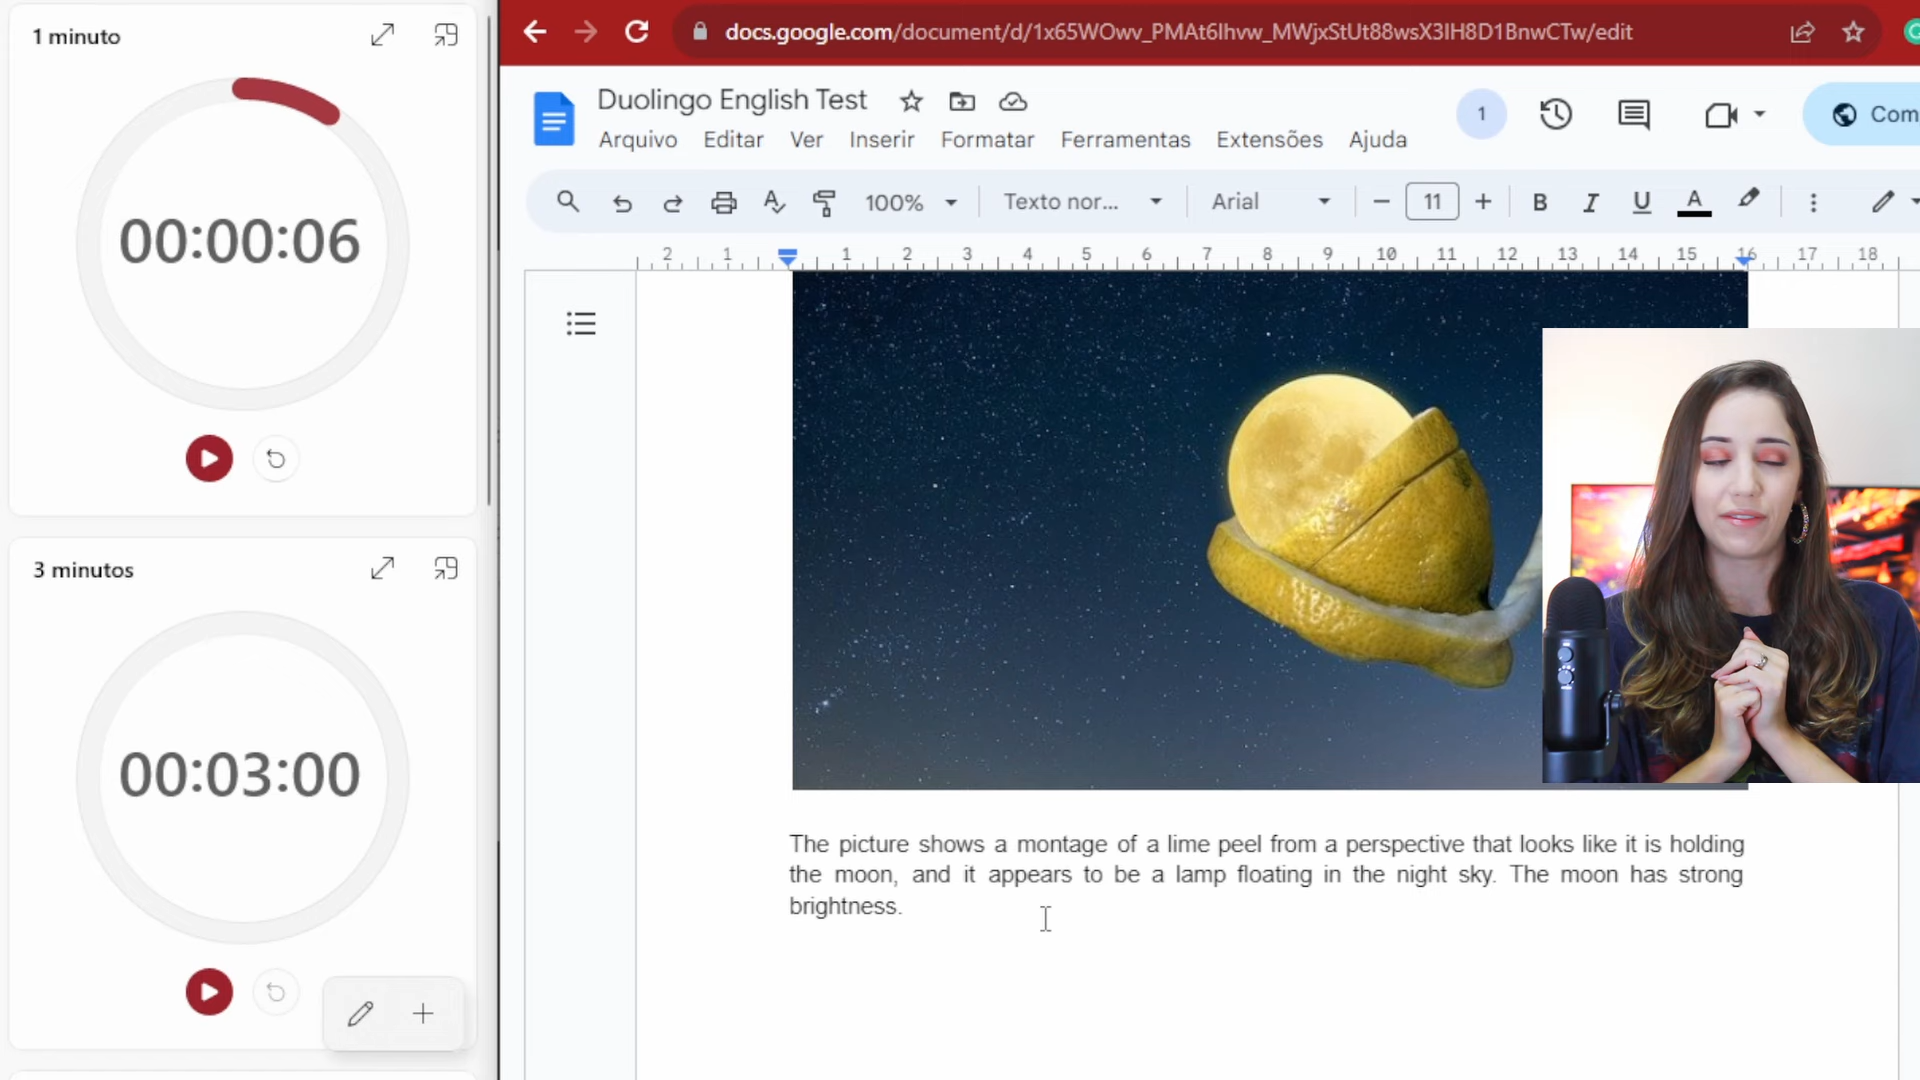 1 minuto
00:00:06
3 minutos
00:03:00
docs.google.com/document/d/1x65WOwv_PMAt6lhvw_MWjxStUt88wsX3IH8D1BnwCTw/edit
Duolingo English Test
Arquivo Editar Ver Inserir Formatar Ferramentas Extensões Ajuda
1
Com
100% Texto nor... Arial 11 B I U A
2 1 1 2 3 4 5 6 7 8 9 10 11 12 13 14 15 16 17 18
The picture shows a montage of a lime peel from a perspective that looks like it is holding
the moon, and it appears to be a lamp floating in the night sky. The moon has strong
brightness.